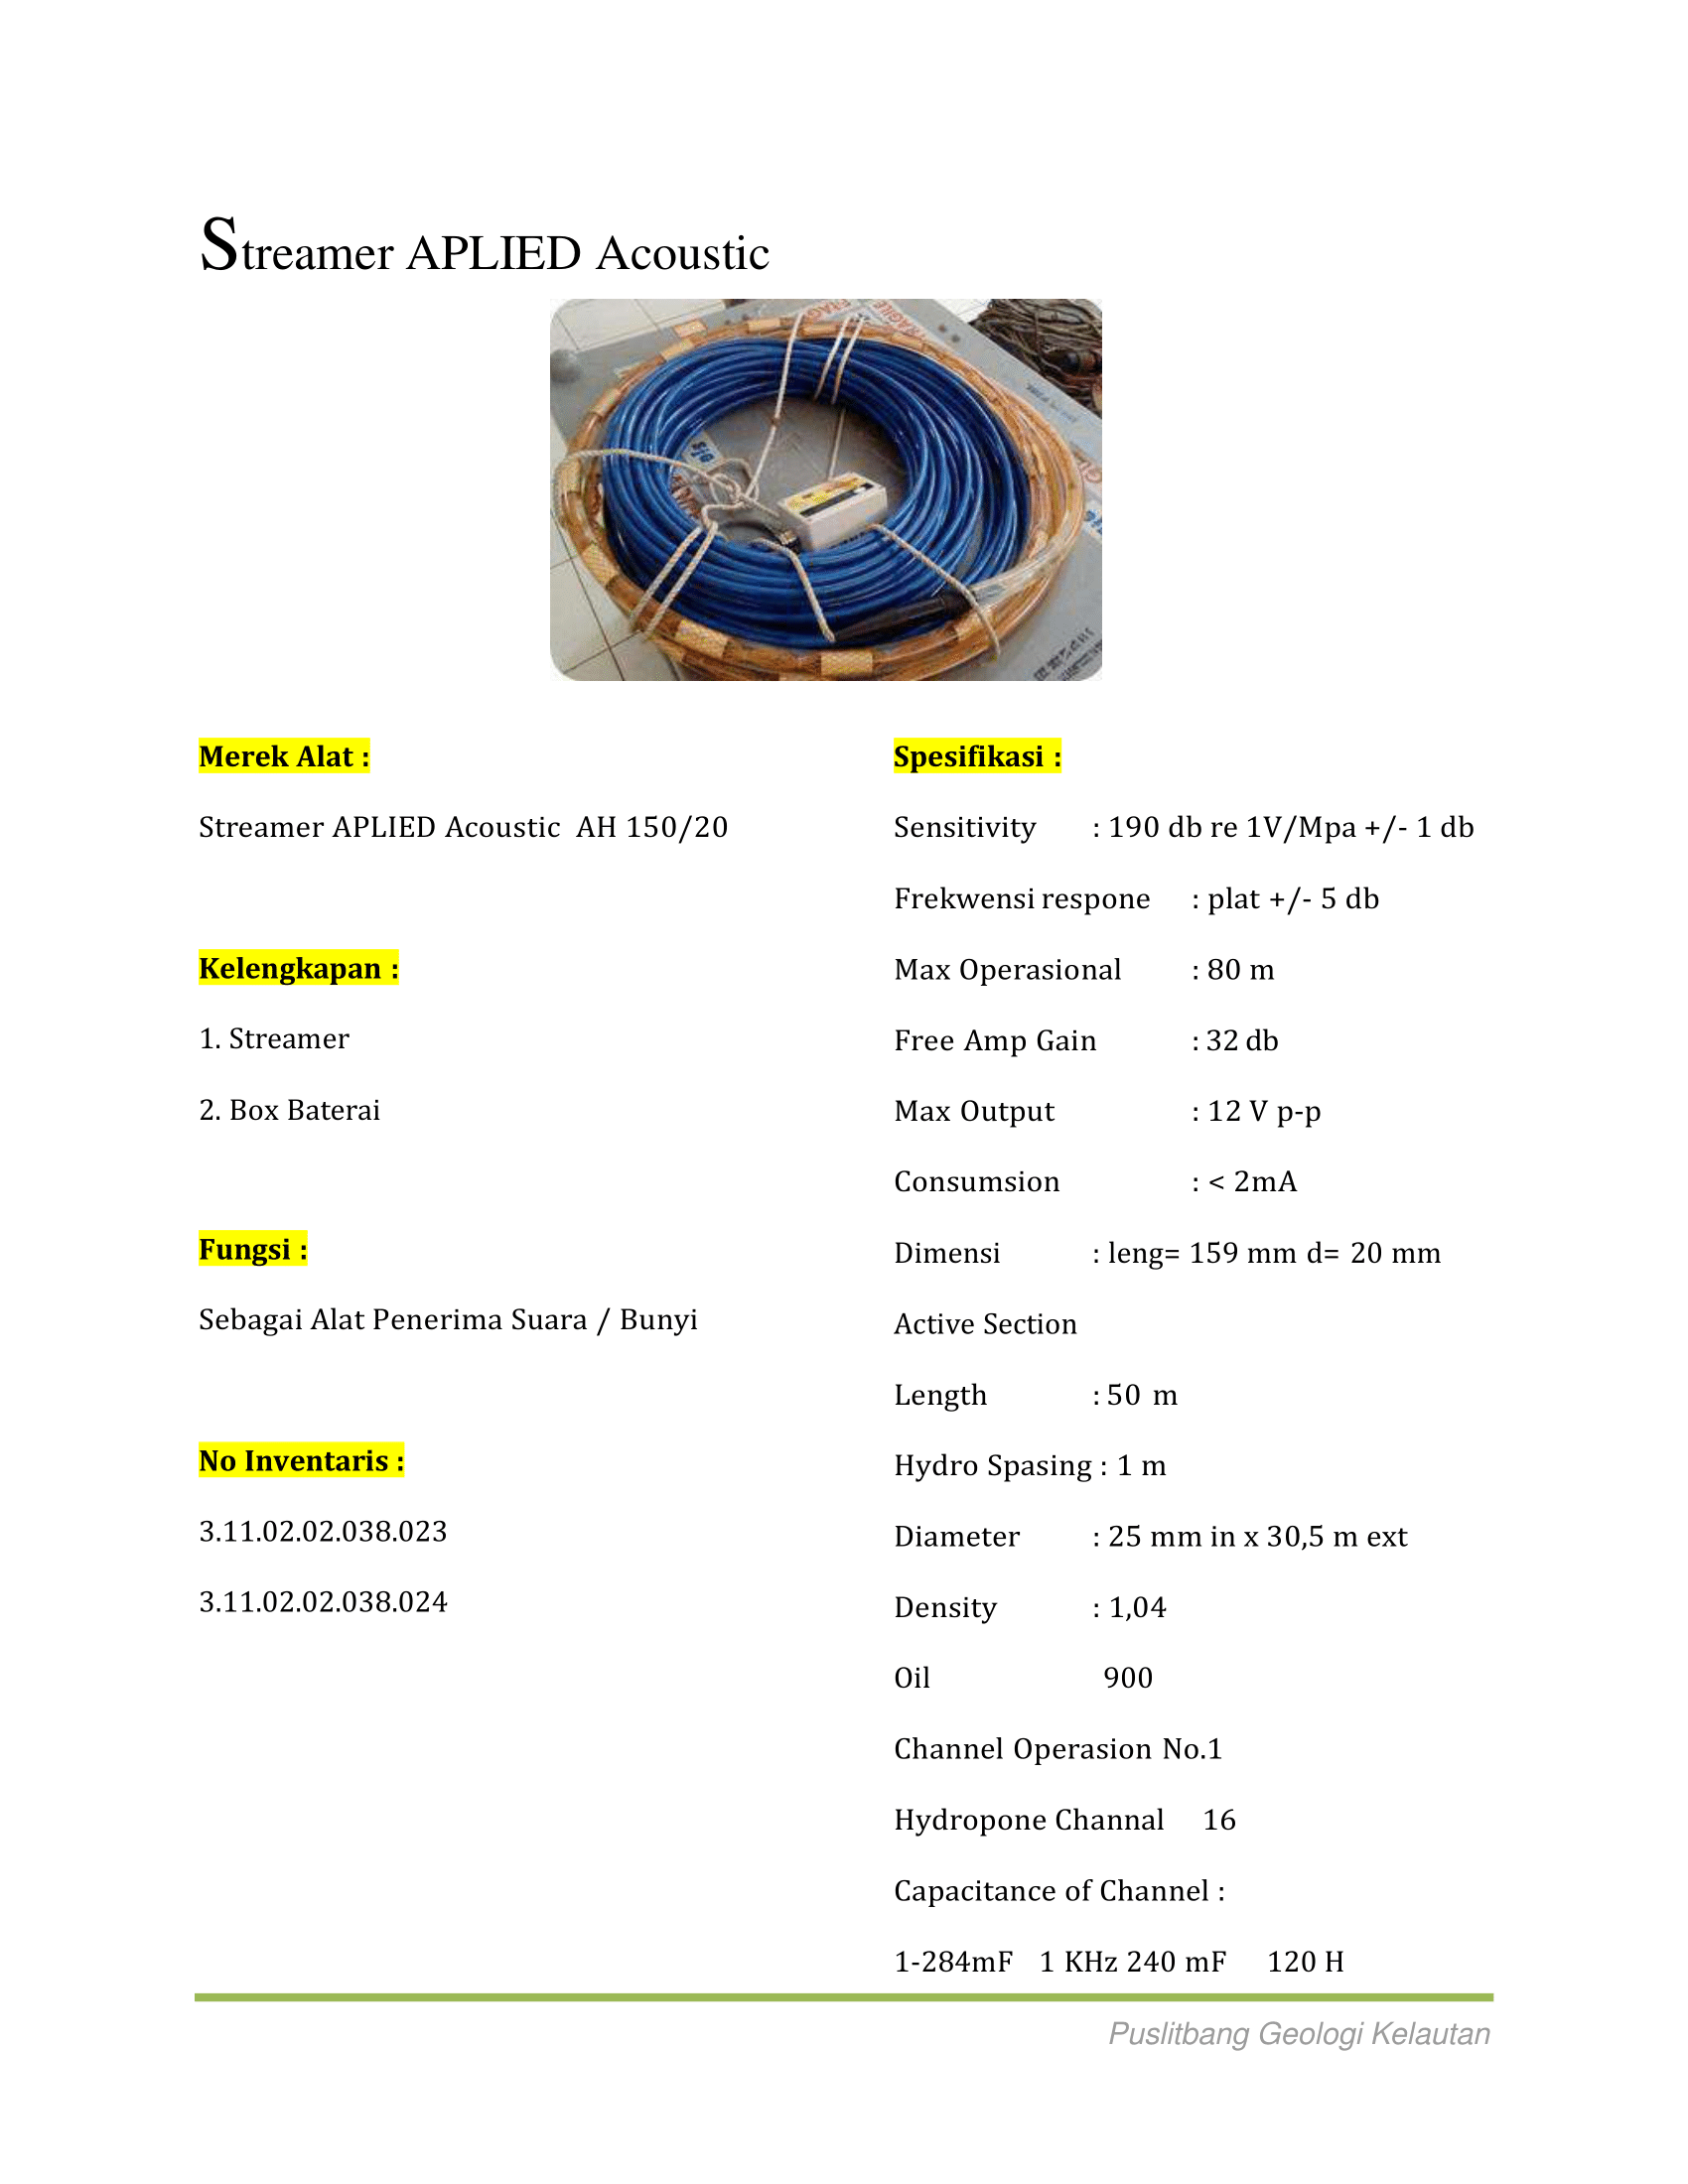 Streamer APLIED Acoustic
FRAGILE
FRAGILE
Merek Alat :
Streamer APLIED Acoustic AH 150/20
Kelengkapan :
1. Streamer
2. Box Baterai
Fungsi :
Sebagai Alat Penerima Suara / Bunyi
No Inventaris :
3.11.02.02.038.023
3.11.02.02.038.024
Spesifikasi :
Sensitivity : 190 db re 1V/Mpa +/- 1 db
Frekwensi respone : plat +/- 5 db
Max Operasional : 80 m
Free Amp Gain : 32 db
Max Output : 12 V p-p
Consumsion : < 2mA
Dimensi : leng= 159 mm d= 20 mm
Active Section
Length : 50 m
Hydro Spasing : 1 m
Diameter : 25 mm in x 30,5 m ext
Density : 1,04
Oil 900
Channel Operasion No.1
Hydropone Channal 16
Capacitance of Channel :
1-284mF 1 KHz 240 mF 120 H
Puslitbang Geologi Kelautan